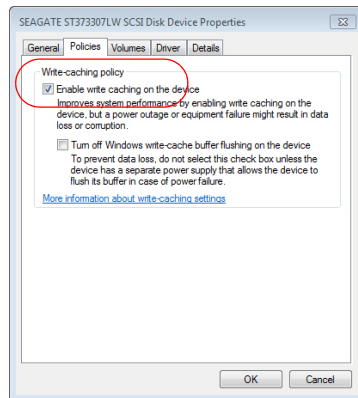 SEAGATE ST373307LW SCSI Disk Device Properties
General Policies Volumes Driver Details
Write-caching policy
Enable write caching on the device
Improves system performance by enabling write caching on the
device, but a power outage or equipment failure might result in data
loss or corruption.
Turn off Windows write-cache buffer flushing on the device
To prevent data loss, do not select this check box unless the
device has a separate power supply that allows the device to
flush its buffer in case of power failure.
More information about write-caching settings
OK Cancel